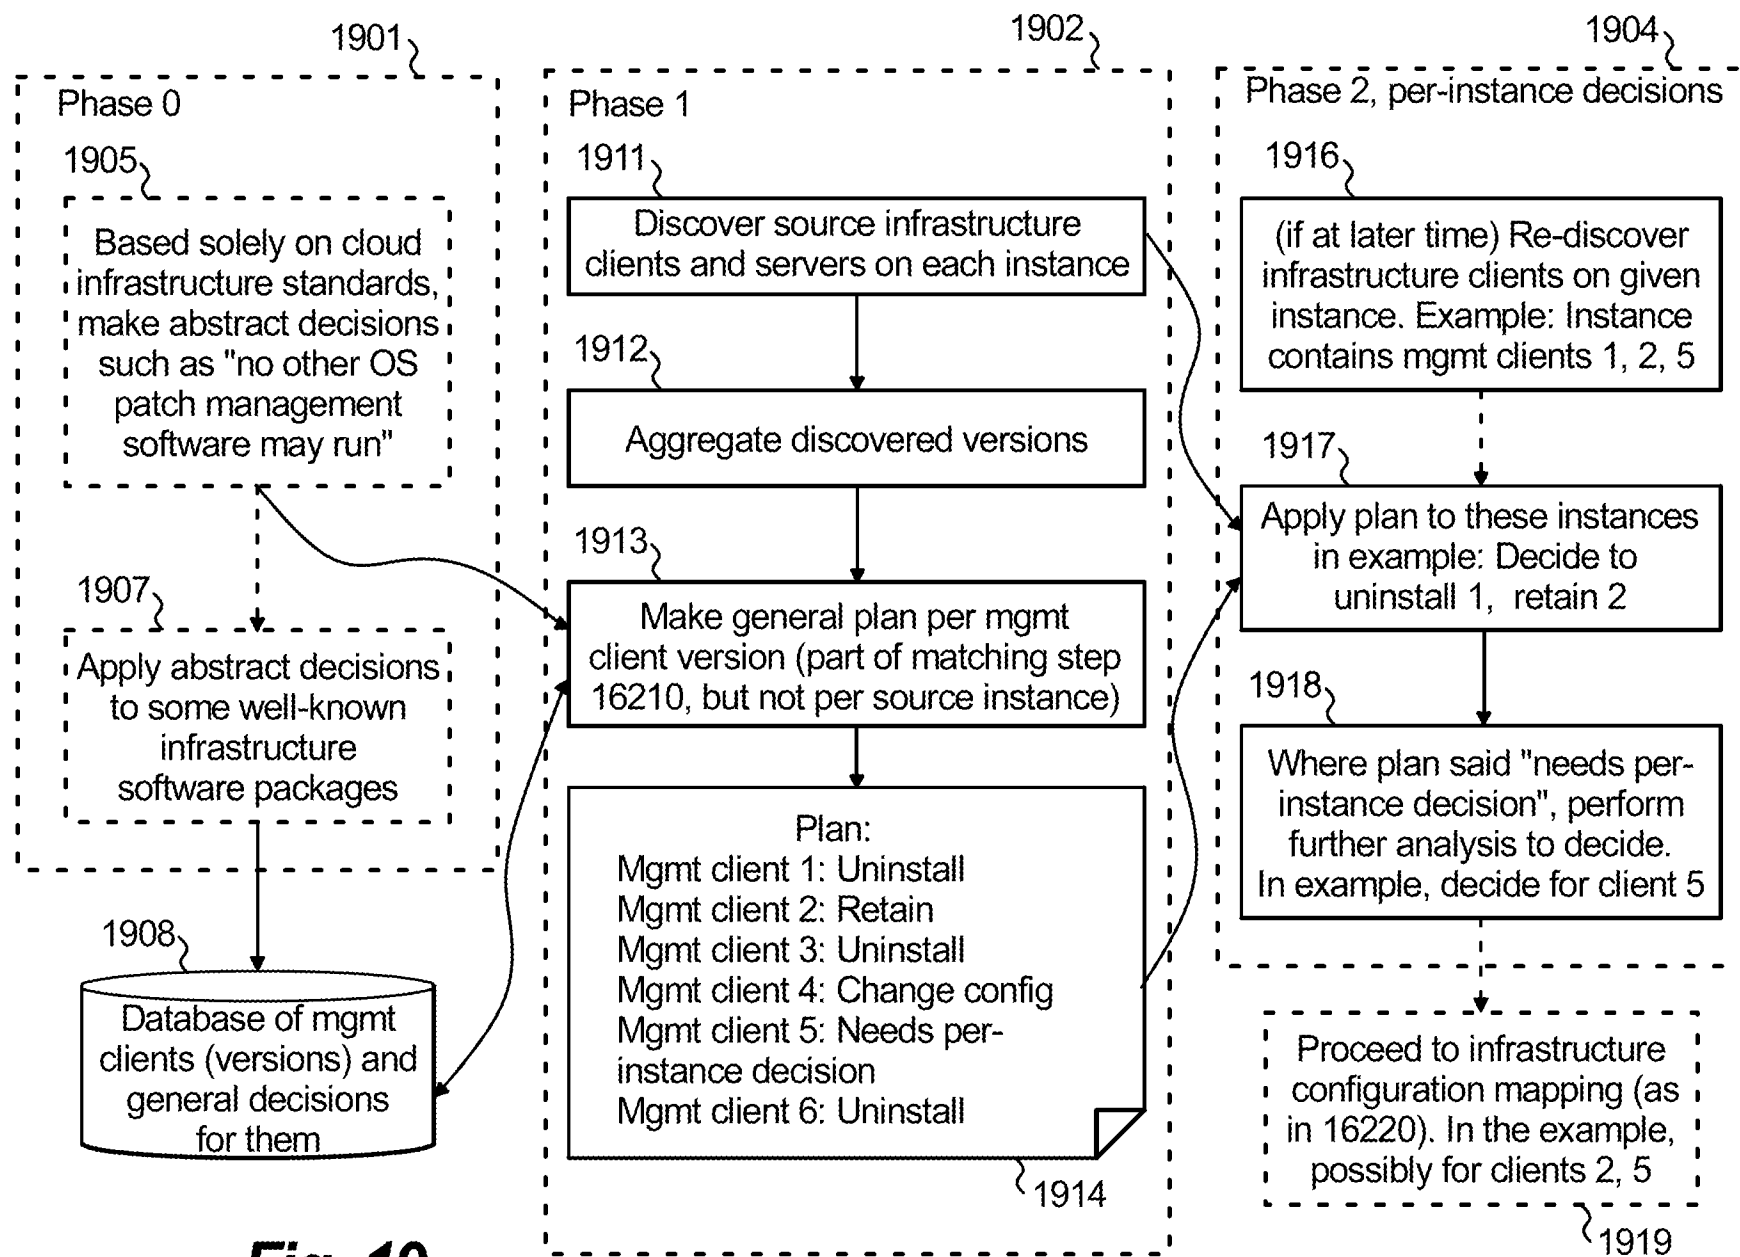 1901
Phase 0
1905
Based solely on cloud
infrastructure standards,
make abstract decisions
such as "no other OS
patch management
software may run"
1907
Apply abstract decisions
to some well-known
infrastructure
software packages
1908
Database of mgmt
clients (versions) and
general decisions
for them
1902
Phase 1
1911
Discover source infrastructure
clients and servers on each instance
1912
Aggregate discovered versions
1913
Make general plan per mgmt
client version (part of matching step
16210, but not per source instance)
Plan:
Mgmt client 1: Uninstall
Mgmt client 2: Retain
Mgmt client 3: Uninstall
Mgmt client 4: Change config
Mgmt client 5: Needs per-
instance decision
Mgmt client 6: Uninstall
1914
1904
Phase 2, per-instance decisions
1916
(if at later time) Re-discover
infrastructure clients on given
instance. Example: Instance
contains mgmt clients 1, 2, 5
1917
Apply plan to these instances
in example: Decide to
uninstall 1, retain 2
1918
Where plan said "needs per-
instance decision", perform
further analysis to decide.
In example, decide for client 5
Proceed to infrastructure
configuration mapping (as
in 16220). In the example,
possibly for clients 2, 5
1919
Fig. 19